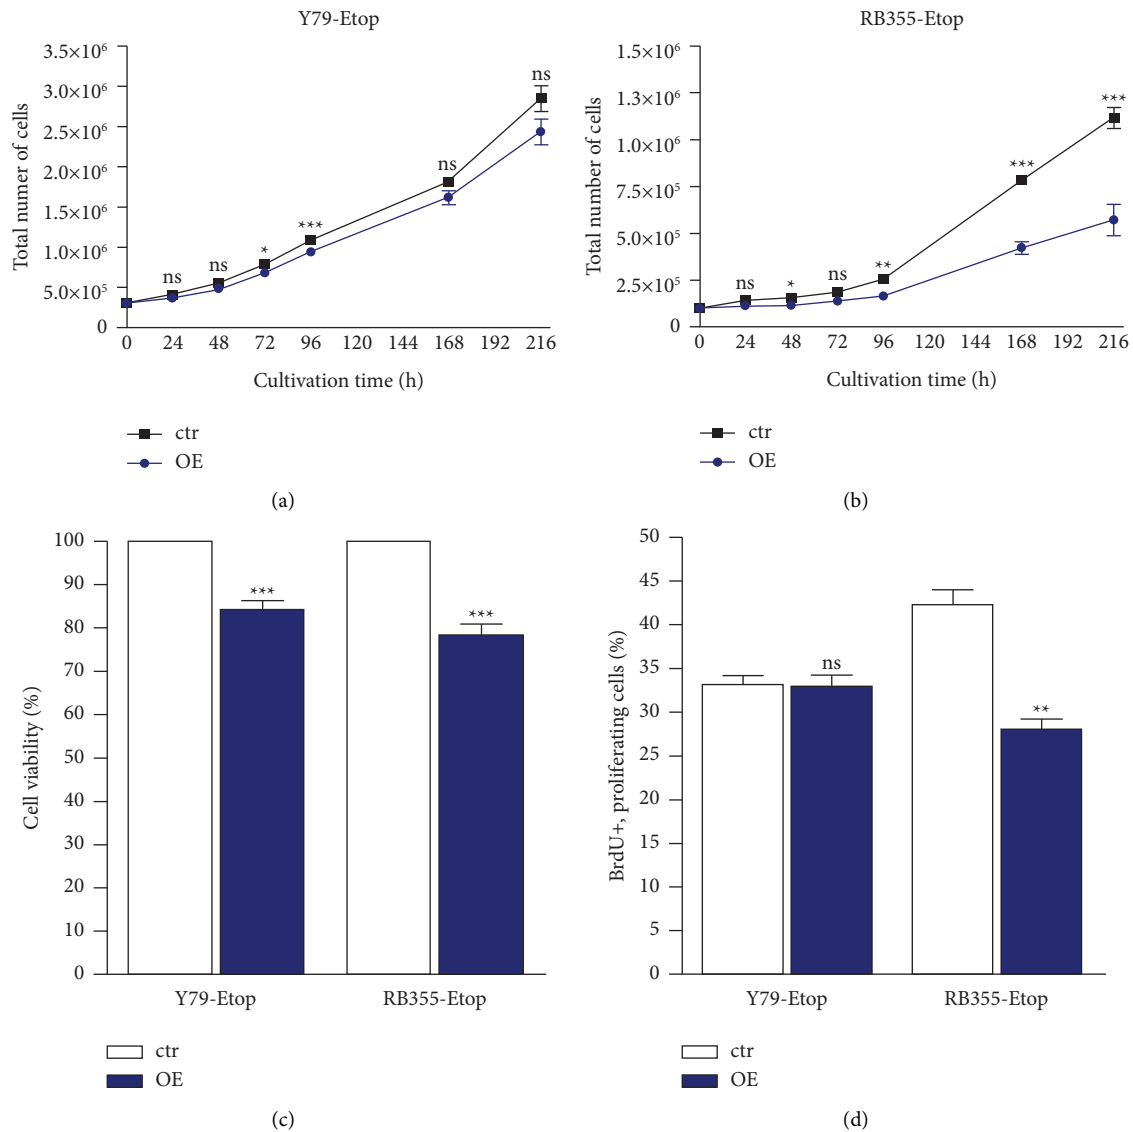 Y79-Etop
Total numer of cells
3.5×10⁶
3.0×10⁶
2.5×10⁶
2.0×10⁶
1.5×10⁶
1.0×10⁶
5.0×10⁵
0
ns
ns
*
***
ns
ns
0 24 48 72 96 120 144 168 192 216
Cultivation time (h)
ctr
OE
(a)
RB355-Etop
Total number of cells
1.5×10⁶
1.3×10⁶
1.0×10⁶
7.5×10⁵
5.0×10⁵
2.5×10⁵
0
ns
*
ns
**
***
***
0 24 48 72 96 120 144 168 192 216
Cultivation time (h)
ctr
OE
(b)
Cell viability (%)
100
90
80
70
60
50
40
30
20
10
0
***
***
Y79-Etop RB355-Etop
ctr
OE
(c)
BrdU+, proliferating cells (%)
50
45
40
35
30
25
20
15
10
5
0
ns
**
Y79-Etop RB355-Etop
ctr
OE
(d)